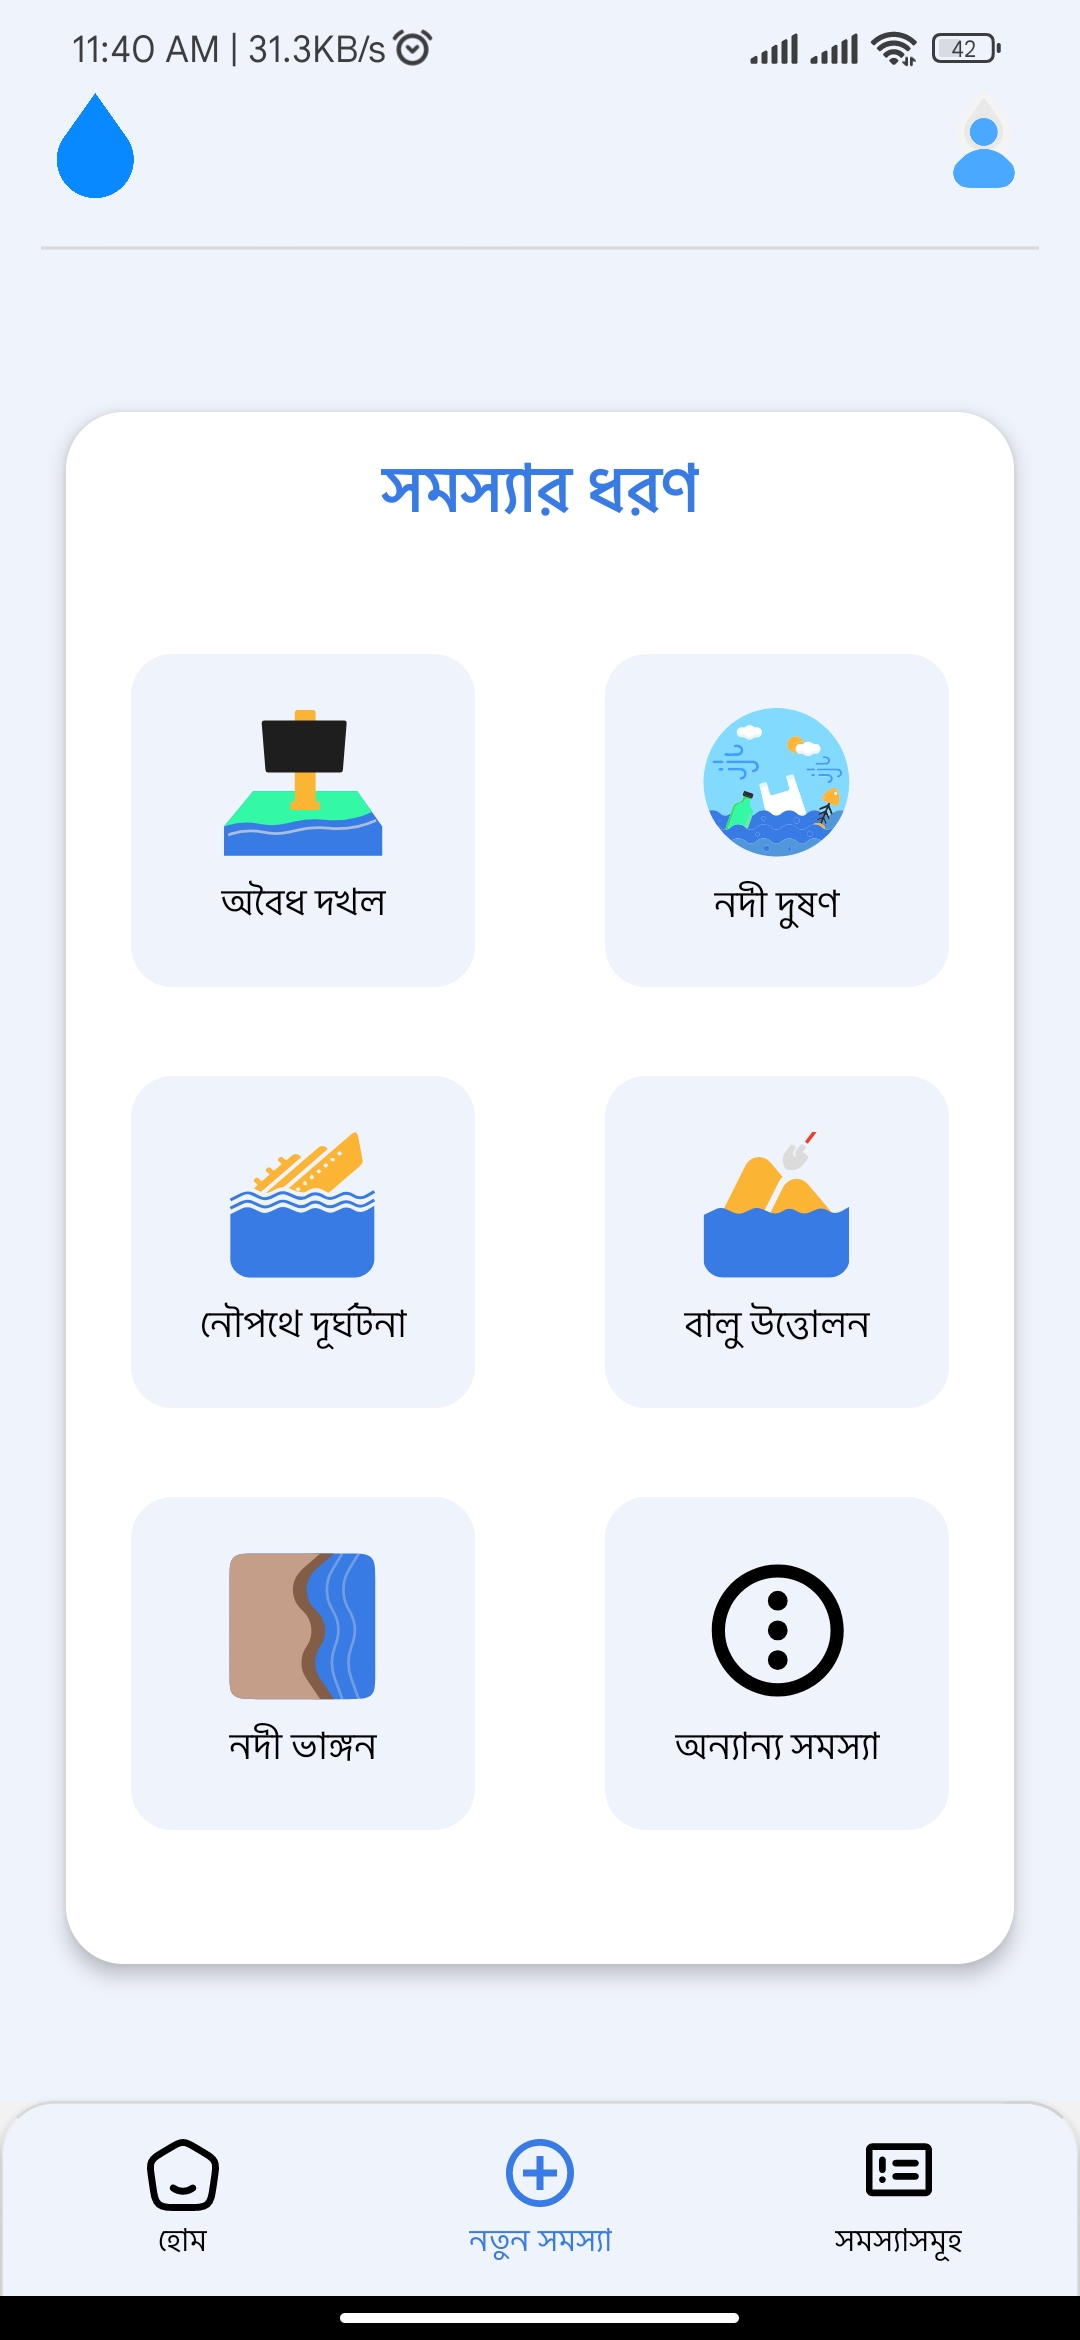 11:40 AM | 31.3KB/s
42
সমস্যার ধরণ
অবৈধ দখল
নদী দুষণ
নৌপথে দূর্ঘটনা
বালু উত্তোলন
নদী ভাঙ্গন
অন্যান্য সমস্যা
হোম
নতুন সমস্যা
সমস্যাসমূহ